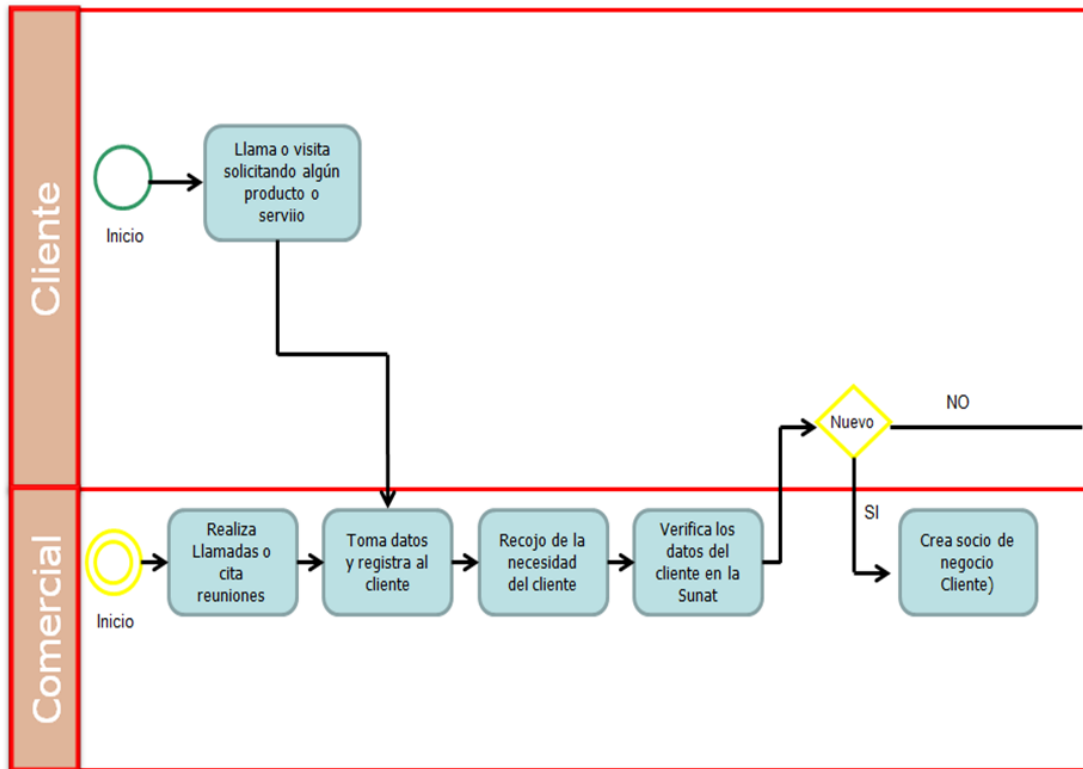 Cliente
Inicio
Llama o visita
solicitando algún
producto o
serviio
Nuevo
NO
SI
Comercial
Inicio
Realiza
Llamadas o
cita
reuniones
Toma datos
y registra al
cliente
Recojo de la
necesidad
del cliente
Verifica los
datos del
cliente en la
Sunat
Crea socio de
negocio
Cliente)